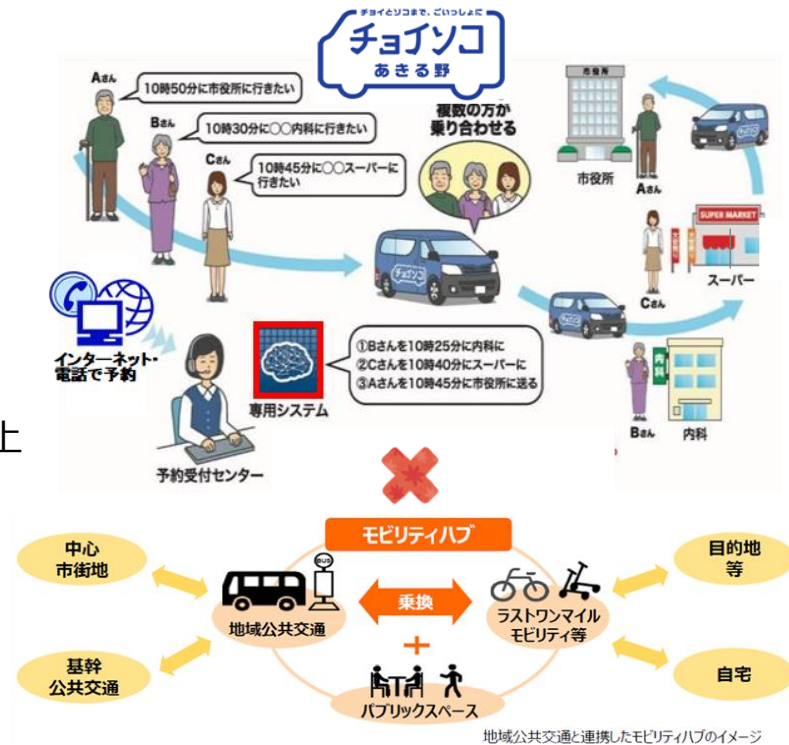 チョイとソコまで、ごいっしょに
チョイソコ
あきる野
Aさん
10時50分に市役所に行きたい
Bさん
10時30分に○○内科に行きたい
Cさん
10時45分に○○スーパーに
行きたい
複数の方が
乗り合わせる
チョイソコ
市役所
Aさん
SUPER MARKET
スーパー
Cさん
内科
Bさん
内科
インターネット・
電話で予約
専用システム
①Bさんを10時25分に内科に
②Cさんを10時40分にスーパーに
③Aさんを10時45分に市役所に送る
予約受付センター
上
モビリティハブ
中心
市街地
基幹
公共交通
BUS
地域公共交通
乗換
ラストワンマイル
モビリティ等
パブリックスペース
目的地
等
自宅
地域公共交通と連携したモビリティハブのイメージ